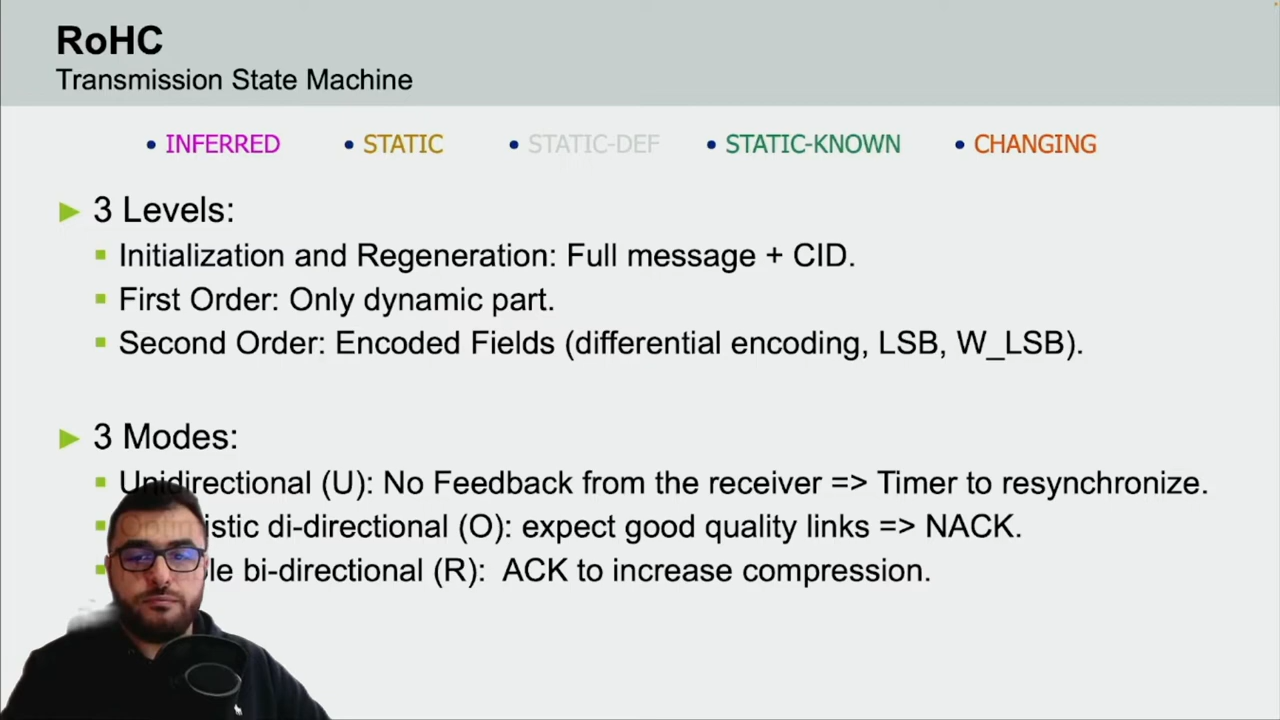 RoHC
Transmission State Machine
• INFERRED • STATIC • STATIC-DEF • STATIC-KNOWN • CHANGING
► 3 Levels:
▪ Initialization and Regeneration: Full message + CID.
▪ First Order: Only dynamic part.
▪ Second Order: Encoded Fields (differential encoding, LSB, W_LSB).
► 3 Modes:
▪ Unidirectional (U): No Feedback from the receiver => Timer to resynchronize.
▪ di-directional (O): expect good quality links => NACK.
▪ bi-directional (R): ACK to increase compression.